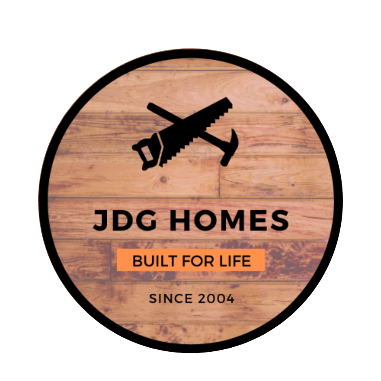 JDG HOMES
BUILT FOR LIFE
SINCE 2004